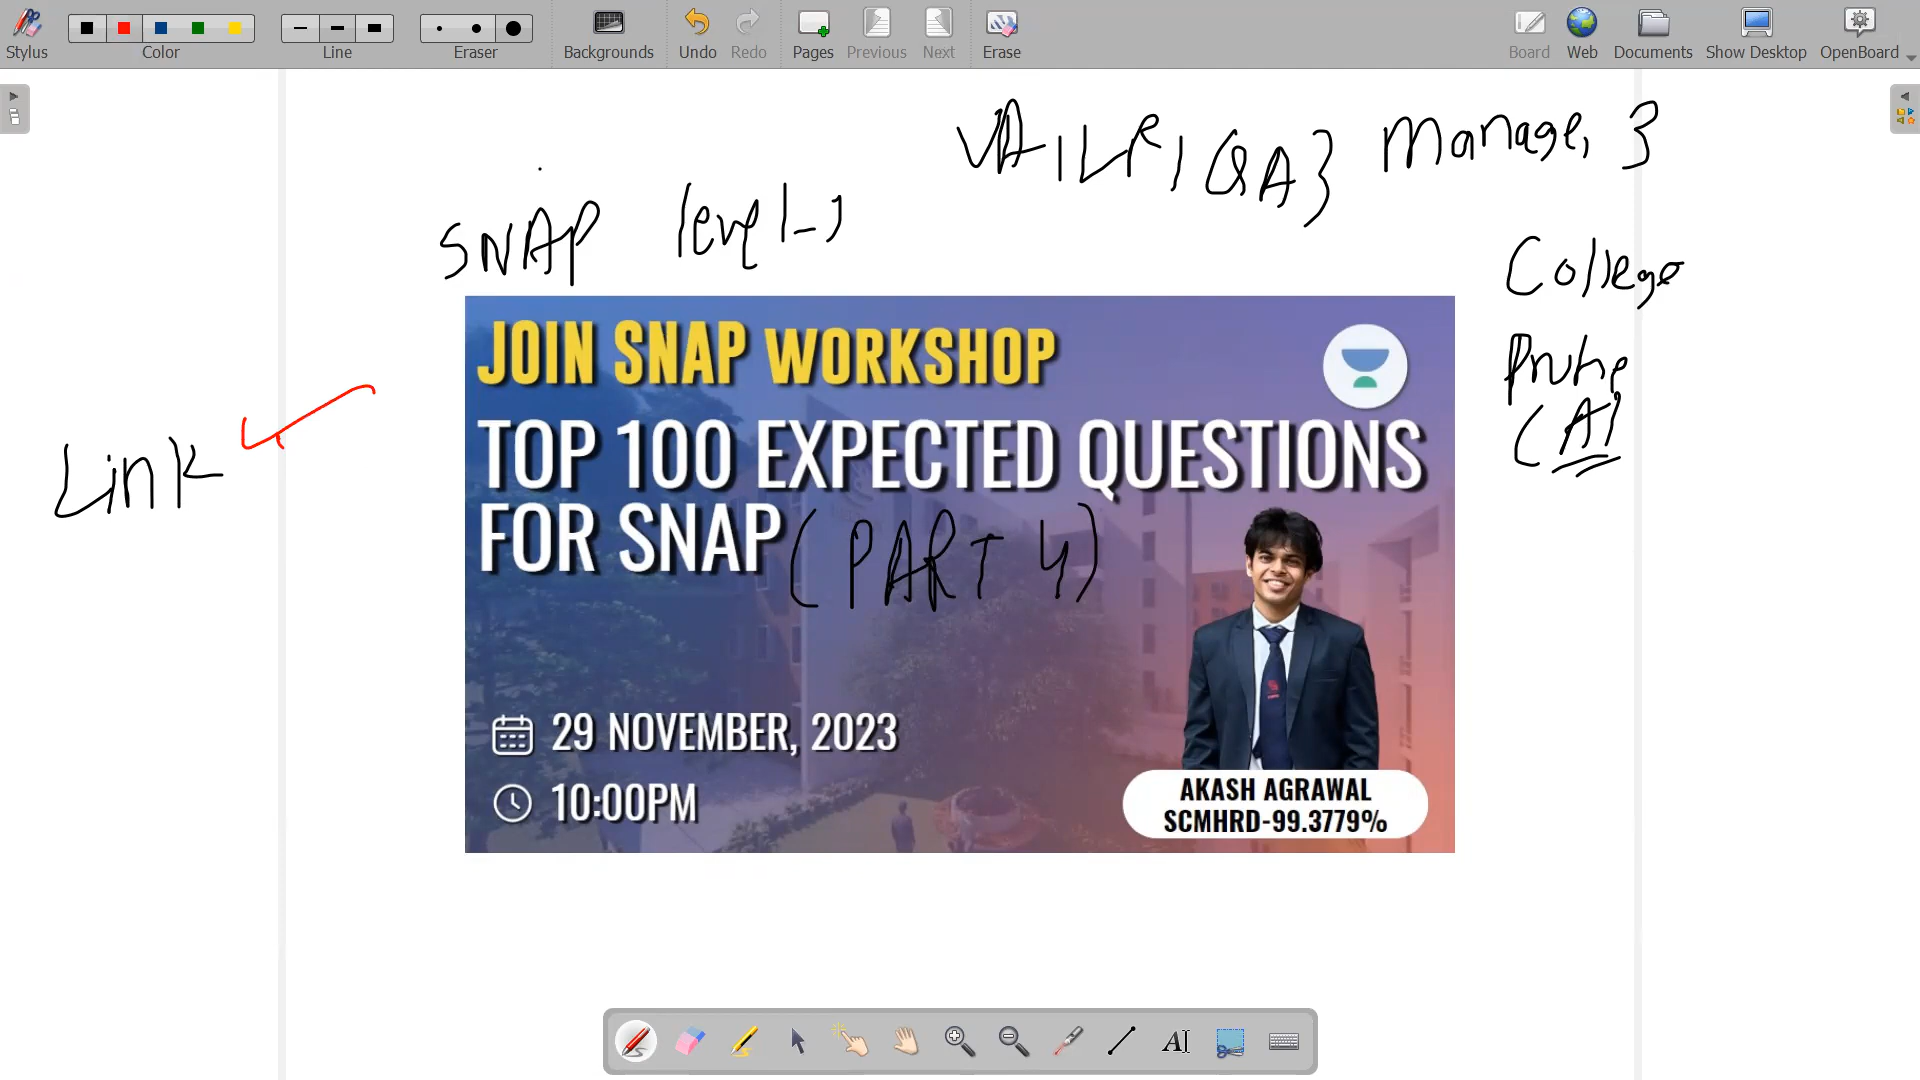 Stylus Color Line Eraser Backgrounds Undo Redo Pages Previous Next Erase Board Web Documents Show Desktop OpenBoard
VA | LR | QA } Manage, 3
SNAP level-1
College
Link
(PART 4)
JOIN SNAP WORKSHOP
TOP 100 EXPECTED QUESTIONS
FOR SNAP
29 NOVEMBER, 2023
10:00PM
AKASH AGRAWAL
SCMHRD-99.3779%